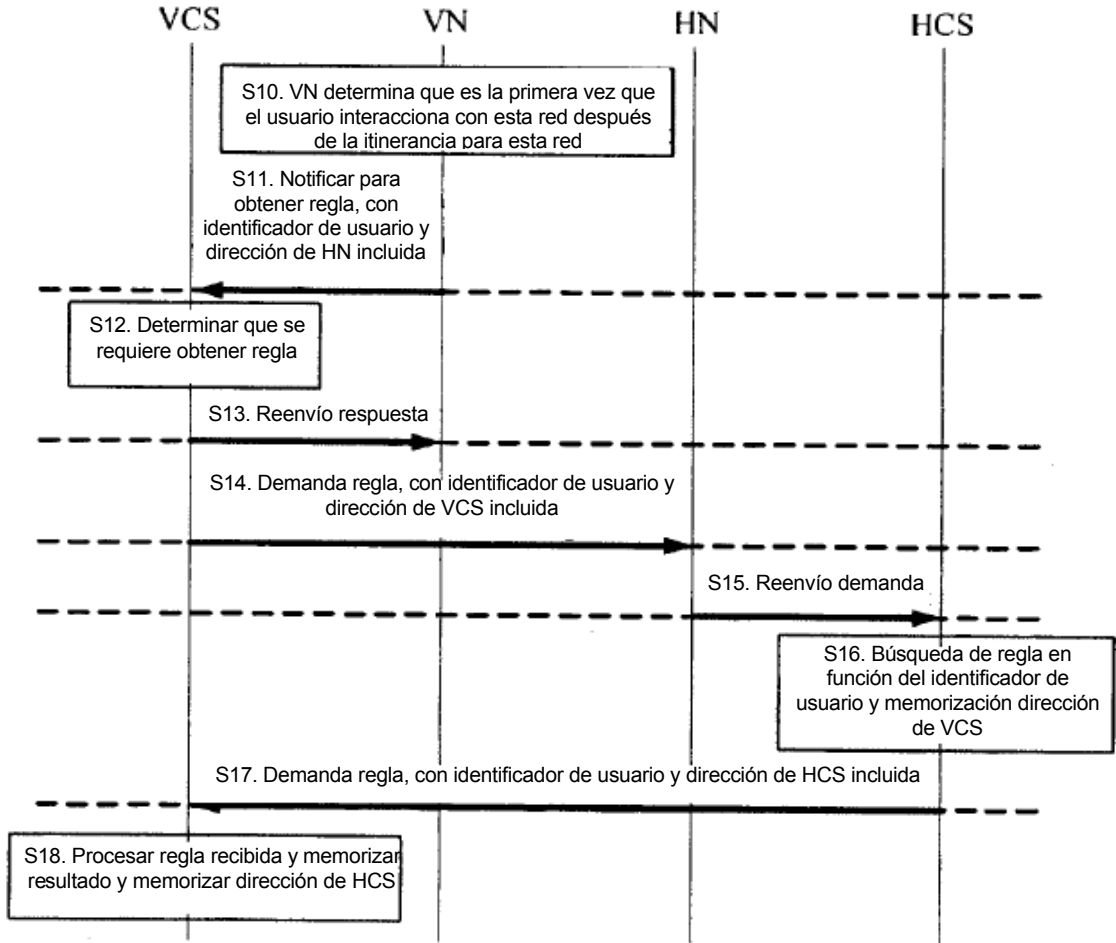 VCS VN HN HCS
S10. VN determina que es la primera vez que
el usuario interacciona con esta red después
de la itinerancia para esta red
S11. Notificar para
obtener regla, con
identificador de usuario y
dirección de HN incluida
S12. Determinar que se
requiere obtener regla
S13. Reenvío respuesta
S14. Demanda regla, con identificador de usuario y
dirección de VCS incluida
S15. Reenvío demanda
S16. Búsqueda de regla en
función del identificador de
usuario y memorización dirección
de VCS
S17. Demanda regla, con identificador de usuario y dirección de HCS incluida
S18. Procesar regla recibida y memorizar
resultado y memorizar dirección de HCS